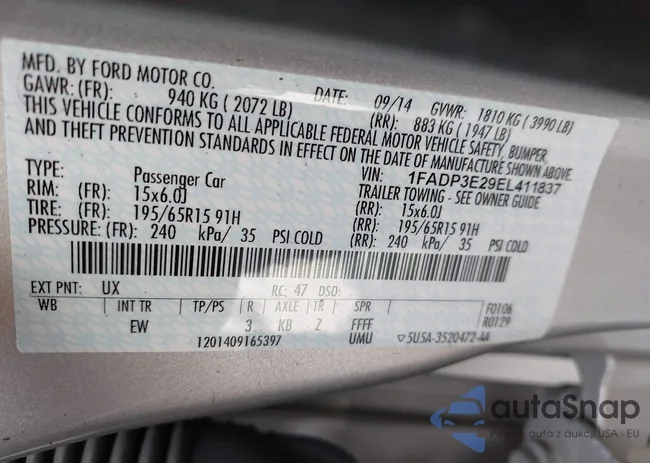 MFD. BY FORD MOTOR CO.
DATE: 09/14 GVWR: 1810 KG (3990 LB)
GAWR: (FR): 940 KG (2072 LB) (RR): 883 KG (1947 LB)
THIS VEHICLE CONFORMS TO ALL APPLICABLE FEDERAL MOTOR VEHICLE SAFETY, BUMPER,
AND THEFT PREVENTION STANDARDS IN EFFECT ON THE DATE OF MANUFACTURE SHOWN ABOVE.
VIN: 1FADP3E29EL411837
TYPE: Passenger Car TRAILER TOWING - SEE OWNER GUIDE
RIM: (FR): 15x6.0J (RR): 15x6.0J
TIRE: (FR): 195/65R15 91H (RR): 195/65R15 91H
PRESSURE: (FR): 240 kPa/ 35 PSI COLD (RR): 240 kPa/ 35 PSI COLD
EXT PNT: UX RC: 47 DSO:
WB INT TR TP/PS R AXLE TR SPR F0106
EW 3 KB Z FFFF R0129
1201409165397 UMU ▽5U5A-3520472-AA
autaSnap
auta z aukcji USA i EU